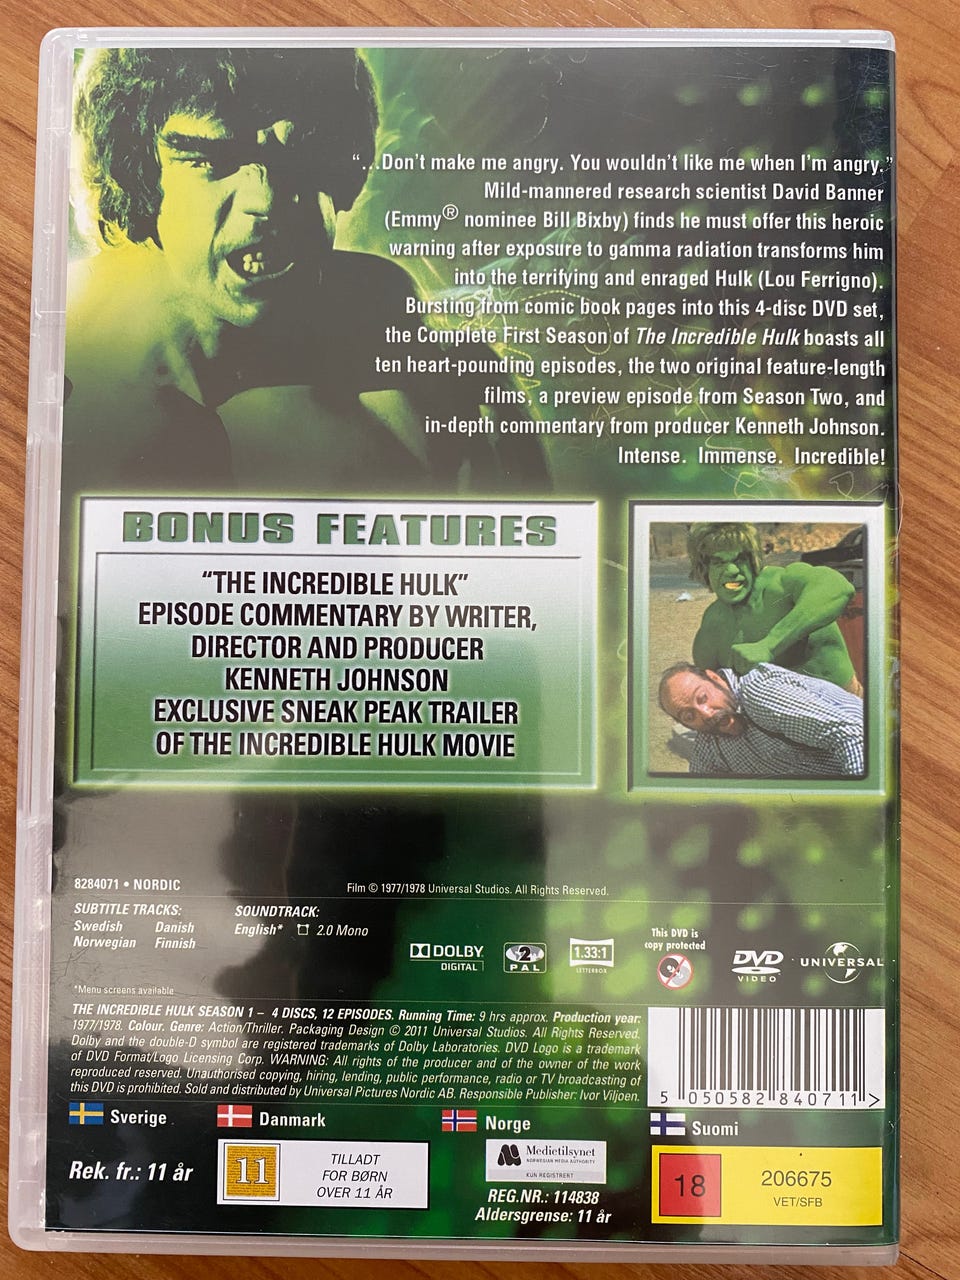 “...Don't make me angry. You wouldn't like me when I'm angry.”
Mild-mannered research scientist David Banner
(Emmy® nominee Bill Bixby) finds he must offer this heroic
warning after exposure to gamma radiation transforms him
into the terrifying and enraged Hulk (Lou Ferrigno).
Bursting from comic book pages into this 4-disc DVD set,
the Complete First Season of The Incredible Hulk boasts all
ten heart-pounding episodes, the two original feature-length
films, a preview episode from Season Two, and
in-depth commentary from producer Kenneth Johnson.
Intense. Immense. Incredible!
BONUS FEATURES
“THE INCREDIBLE HULK”
EPISODE COMMENTARY BY WRITER,
DIRECTOR AND PRODUCER
KENNETH JOHNSON
EXCLUSIVE SNEAK PEAK TRAILER
OF THE INCREDIBLE HULK MOVIE
8284071 • NORDIC
Film © 1977/1978 Universal Studios. All Rights Reserved.
SUBTITLE TRACKS:
Swedish Danish
Norwegian Finnish
SOUNDTRACK:
English* 2.0 Mono
DOLBY
DIGITAL
2
PAL
1.33:1
LETTERBOX
This DVD is
copy protected
DVD
VIDEO
UNIVERSAL
*Menu screens available
THE INCREDIBLE HULK SEASON 1 – 4 DISCS, 12 EPISODES. Running Time: 9 hrs approx. Production year:
1977/1978. Colour. Genre: Action/Thriller. Packaging Design © 2011 Universal Studios. All Rights Reserved.
Dolby and the double-D symbol are registered trademarks of Dolby Laboratories. DVD Logo is a trademark
of DVD Format/Logo Licensing Corp. WARNING: All rights of the producer and of the owner of the work
reproduced reserved. Unauthorised copying, hiring, lending, public performance, radio or TV broadcasting of
this DVD is prohibited. Sold and distributed by Universal Pictures Nordic AB. Responsible Publisher: Ivor Viljoen.
5 050582 840711 >
Sverige
Danmark
Norge
Suomi
Rek. fr.: 11 år
11
TILLADT
FOR BØRN
OVER 11 ÅR
Medietilsynet
NORWEGIAN MEDIA AUTHORITY
KUN REGISTRERT
REG.NR.: 114838
Aldersgrense: 11 år
18
206675
VET/SFB